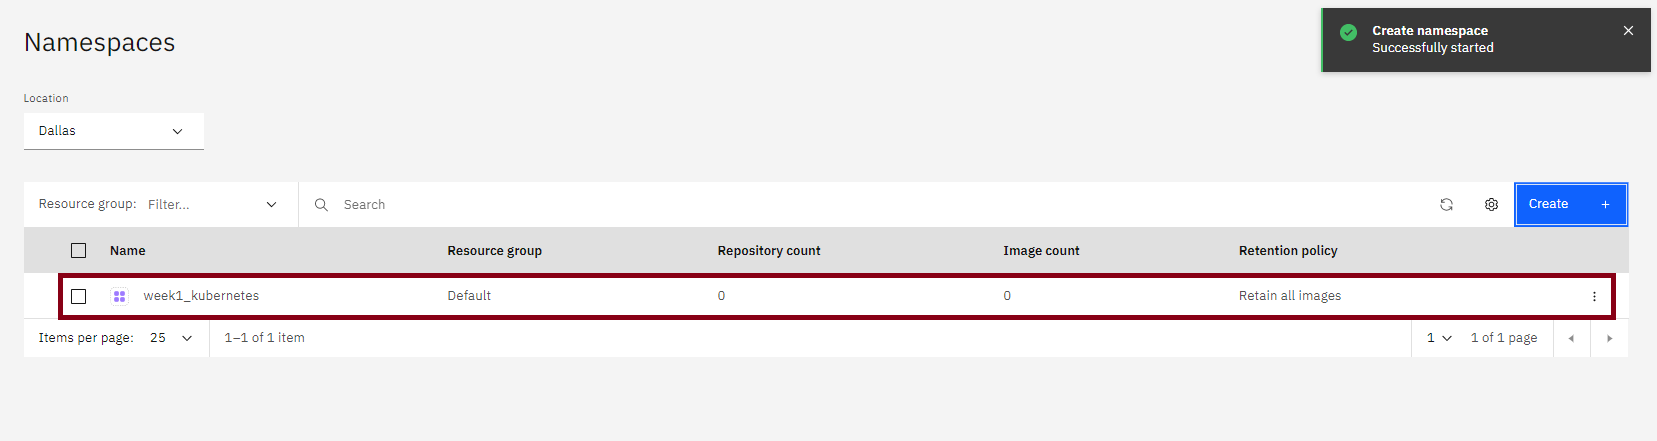 Namespaces
Create namespace
Successfully started
Location
Dallas
Resource group: Filter... Search Create +
Name Resource group Repository count Image count Retention policy
week1_kubernetes Default 0 0 Retain all images
Items per page: 25 1–1 of 1 item 1 1 of 1 page